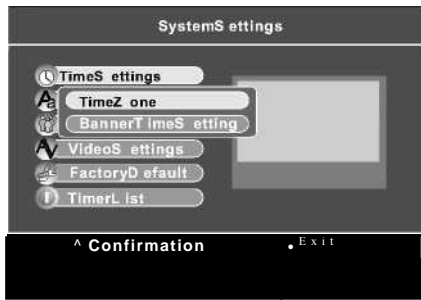 SystemS ettings
TimeS ettings
TimeZ one
BannerT imeS etting
VideoS ettings
FactoryD efault
TimerL ist
^ Confirmation • Exit